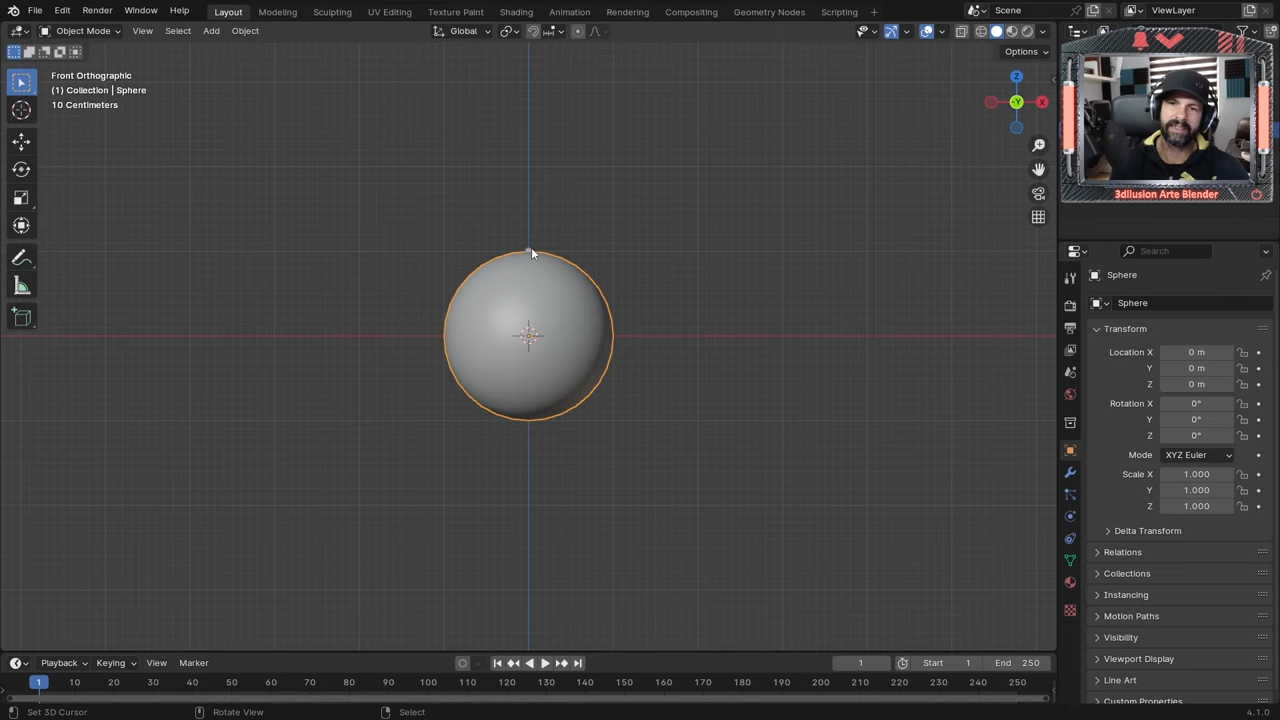 File Edit Render Window Help
Layout Modeling Sculpting UV Editing Texture Paint Shading Animation Rendering Compositing Geometry Nodes Scripting +
Scene
ViewLayer
Object Mode View Select Add Object
Global
Options
Front Orthographic
(1) Collection | Sphere
10 Centimeters
Z
-Y
X
3dIlusion Arte Blender
Search
Sphere
Sphere
Transform
Location X 0 m
Y 0 m
Z 0 m
Rotation X 0°
Y 0°
Z 0°
Mode XYZ Euler
Scale X 1.000
Y 1.000
Z 1.000
Delta Transform
Relations
Collections
Instancing
Motion Paths
Visibility
Viewport Display
Line Art
Custom Properties
Playback Keying View Marker
1 Start 1 End 250
1 10 20 30 40 50 60 70 80 90 100 110 120 130 140 150 160 170 180 190 200 210 220 230 240 250
Set 3D Cursor Rotate View Select 4.1.0